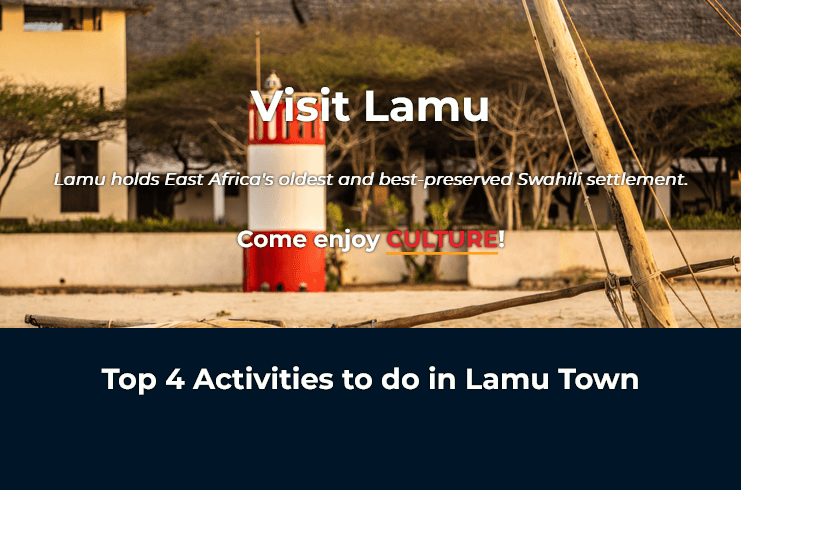 Visit Lamu
Lamu holds East Africa's oldest and best-preserved Swahili settlement.
Come enjoy CULTURE!
Top 4 Activities to do in Lamu Town